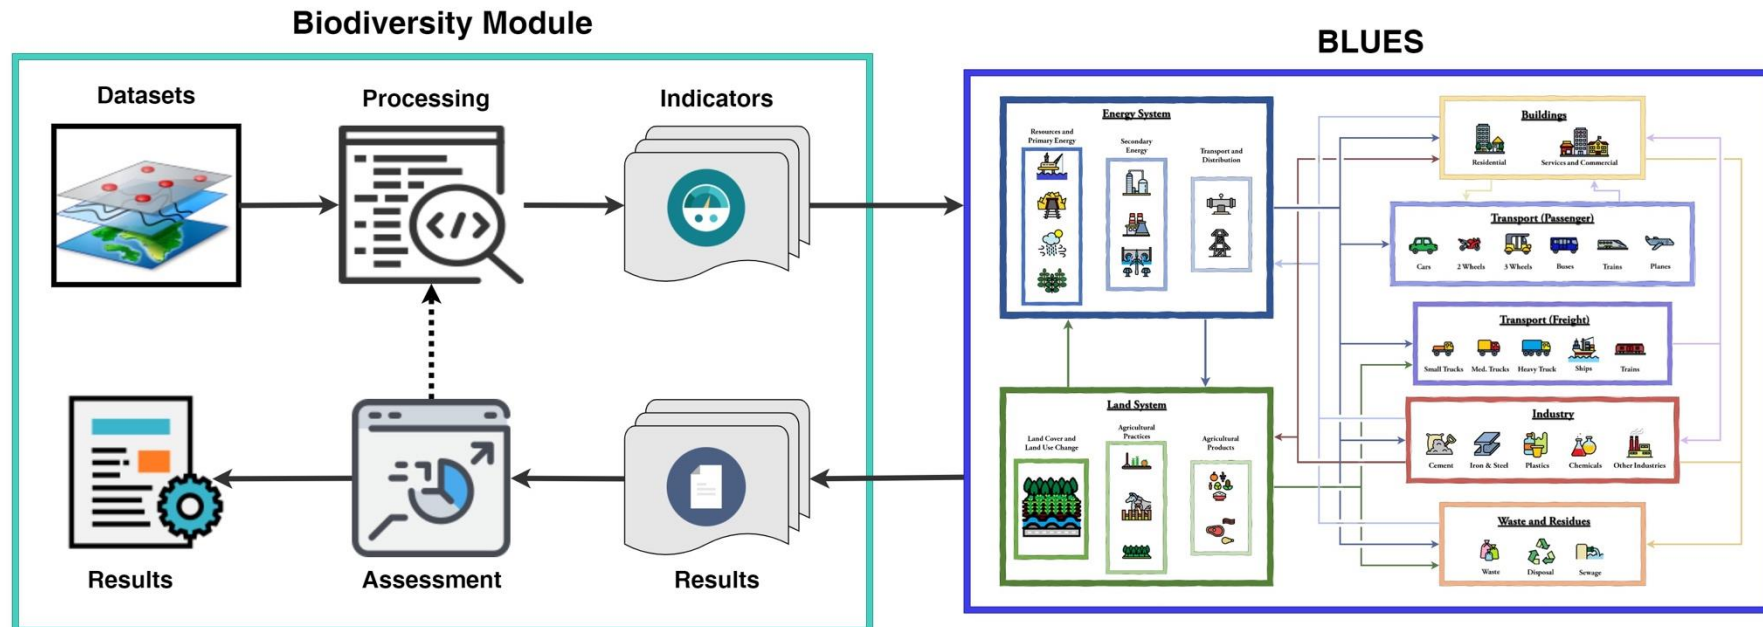 Biodiversity Module
Datasets
Processing
Indicators
Results
Assessment
Results
BLUES
Energy System
Resources and
Primary Energy
Secondary
Energy
Transport and
Distribution
Land System
Land Cover and
Land Use Change
Agricultural
Practices
Agricultural
Products
Buildings
Residential
Services and Commercial
Transport (Passenger)
Cars
2 Wheels
3 Wheels
Buses
Trains
Planes
Transport (Freight)
Small Trucks
Med. Trucks
Heavy Truck
Ships
Trains
Industry
Cement
Iron & Steel
Plastics
Chemicals
Other Industries
Waste and Residues
Waste
Disposal
Sewage